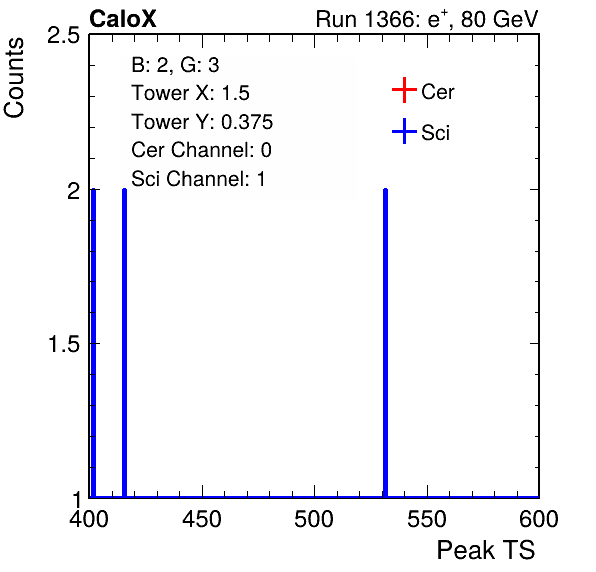 CaloX Run 1366: e⁺, 80 GeV
Counts
2.5
B: 2, G: 3
Tower X: 1.5
Tower Y: 0.375
Cer Channel: 0
Sci Channel: 1
Cer
Sci
2
1.5
1
400 450 500 550 600
Peak TS